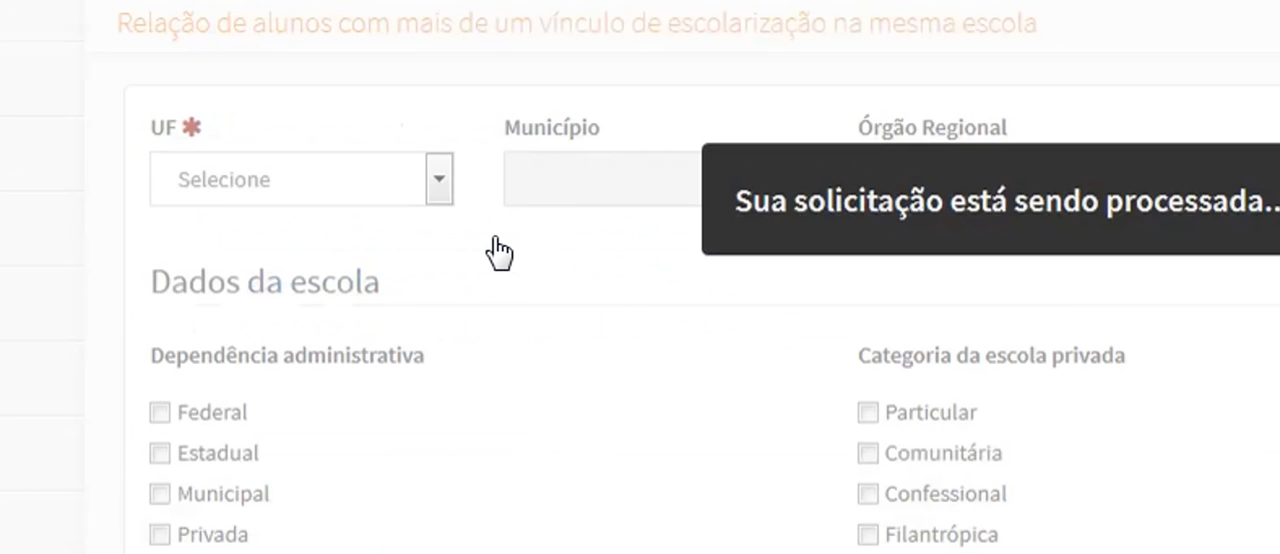 Relação de alunos com mais de um vínculo de escolarização na mesma escola
UF ✱ Município Órgão Regional
Selecione
Sua solicitação está sendo processada..
Dados da escola
Dependência administrativa Categoria da escola privada
Federal Particular
Estadual Comunitária
Municipal Confessional
Privada Filantrópica